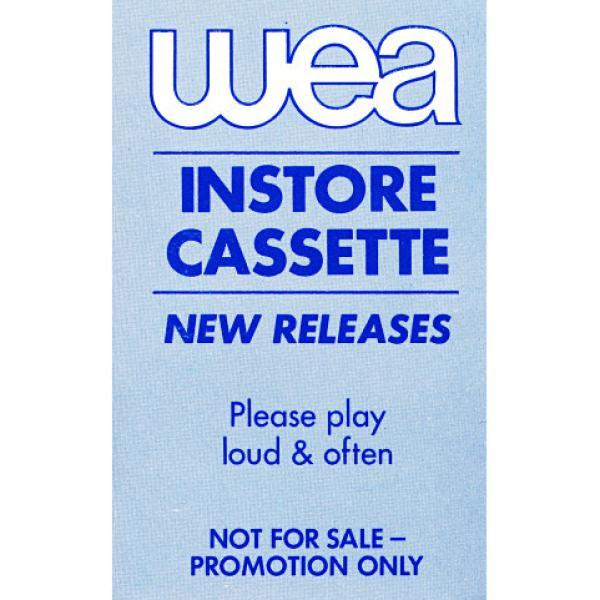 wea
INSTORE
CASSETTE
NEW RELEASES
Please play
loud & often
NOT FOR SALE –
PROMOTION ONLY